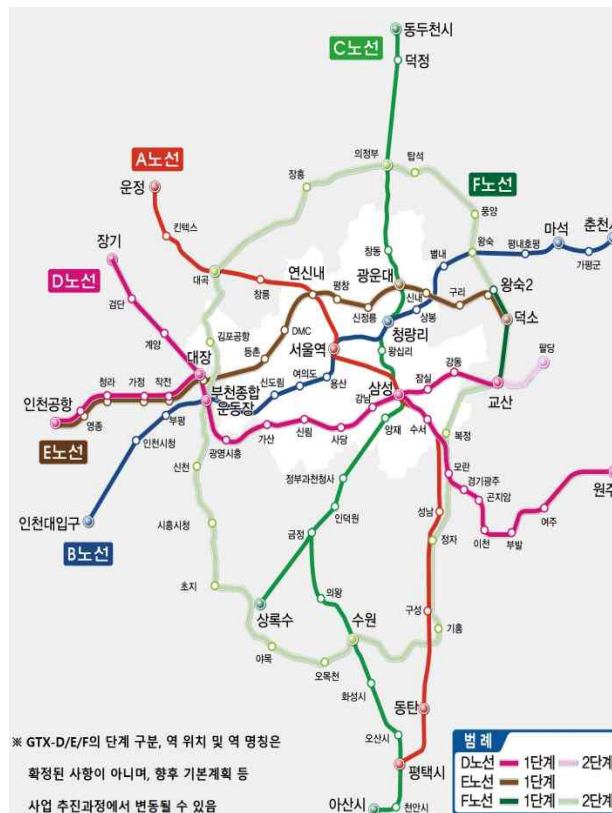 동두천시
C노선
덕정
의정부
탑석
A노선
장흥
F노선
운정
풍양
킨텍스
마석
춘천시
장기
창동
별내
왕숙
평내호평
가평군
연신내
광운대
D노선
대곡
창릉
평창
신내
구리
왕숙2
검단
신정릉
상봉
덕소
김포공항
DMC
청량리
계양
등촌
서울역
왕십리
대장
팔당
신도림
여의도
용산
강동
청라
가정
작전
부천종합
운동장
삼성
잠실
교산
인천공항
영종
강남
부평
수서
E노선
가산
신림
사당
양재
복정
인천시청
광명시흥
신천
정부과천청사
모란
경기광주
원주
곤지암
인천대입구
인덕원
성남
여주
B노선
시흥시청
금정
정자
이천
부발
초지
의왕
구성
기흥
상록수
수원
야목
오목천
화성시
동탄
오산시
평택시
아산시
천안시
※ GTX-D/E/F의 단계 구분, 역 위치 및 역 명칭은
확정된 사항이 아니며, 향후 기본계획 등
사업 추진과정에서 변동될 수 있음
범 례
D노선 1단계 2단계
E노선 1단계
F노선 1단계 2단계